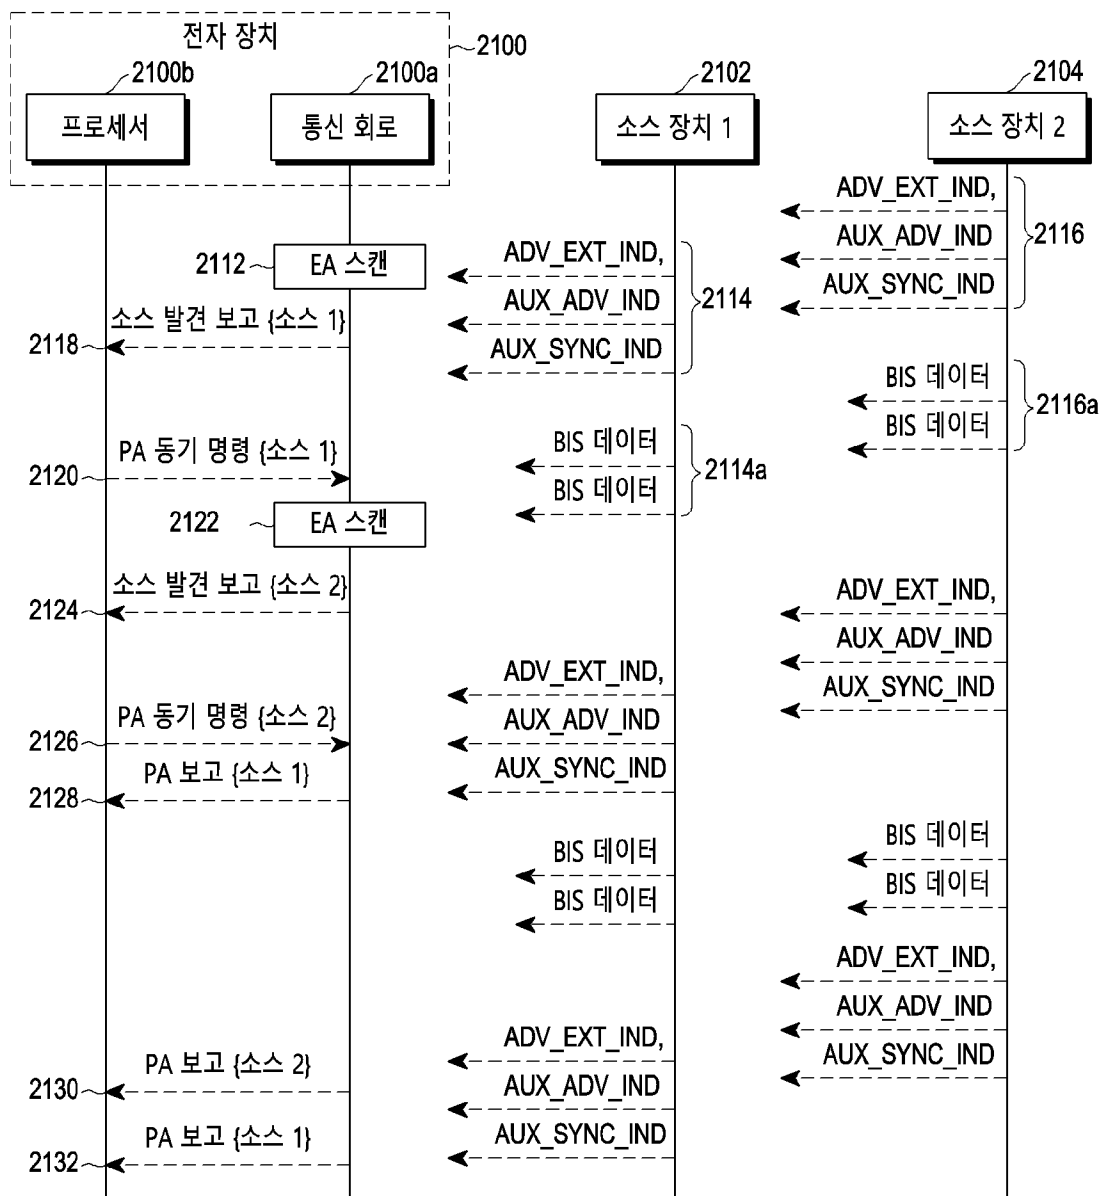 전자 장치
2100
2100b
2100a
2102
2104
프로세서
통신 회로
소스 장치 1
소스 장치 2
ADV_EXT_IND,
AUX_ADV_IND
2116
AUX_SYNC_IND
2112
EA 스캔
ADV_EXT_IND,
AUX_ADV_IND
2114
AUX_SYNC_IND
소스 발견 보고 {소스 1}
2118
BIS 데이터
2116a
BIS 데이터
PA 동기 명령 {소스 1}
2120
BIS 데이터
2114a
BIS 데이터
2122
EA 스캔
소스 발견 보고 {소스 2}
2124
ADV_EXT_IND,
AUX_ADV_IND
AUX_SYNC_IND
ADV_EXT_IND,
AUX_ADV_IND
AUX_SYNC_IND
PA 동기 명령 {소스 2}
2126
PA 보고 {소스 1}
2128
BIS 데이터
BIS 데이터
BIS 데이터
BIS 데이터
ADV_EXT_IND,
AUX_ADV_IND
AUX_SYNC_IND
ADV_EXT_IND,
AUX_ADV_IND
AUX_SYNC_IND
PA 보고 {소스 2}
2130
PA 보고 {소스 1}
2132